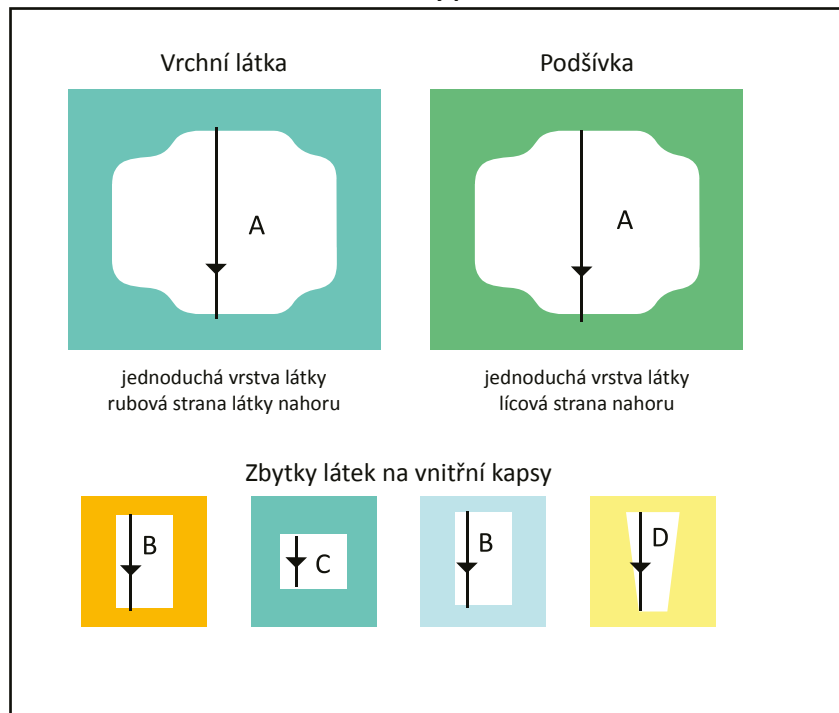 Vrchní látka
Podšívka
A
A
jednoduchá vrstva látky
rubová strana látky nahoru
jednoduchá vrstva látky
lícová strana nahoru
Zbytky látek na vnitřní kapsy
B
C
B
D